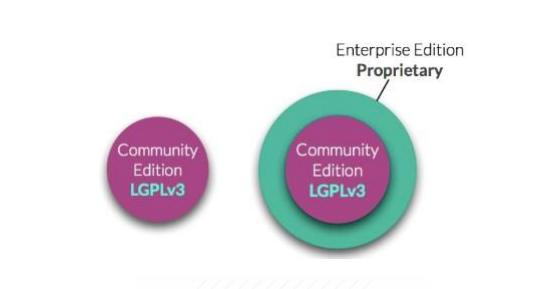 Enterprise Edition
Proprietary
Community
Edition
LGPLv3
Community
Edition
LGPLv3